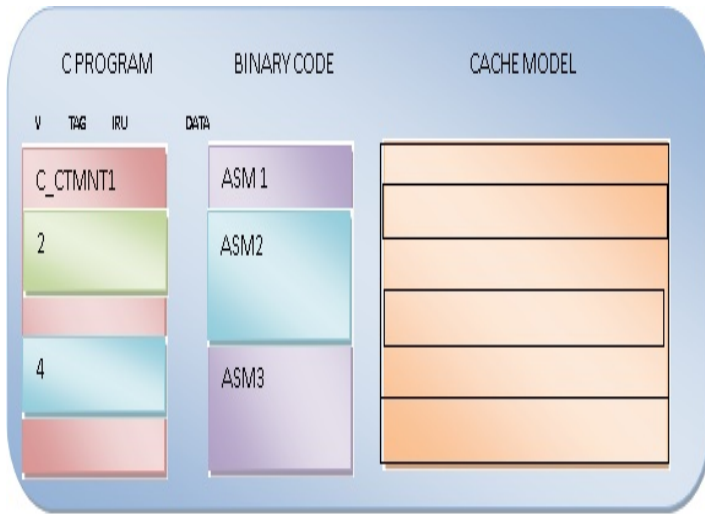 C PROGRAM BINARY CODE CACHE MODEL
V TAG IRU DATA
C_CTMNT1 ASM 1
2 ASM2
4 ASM3